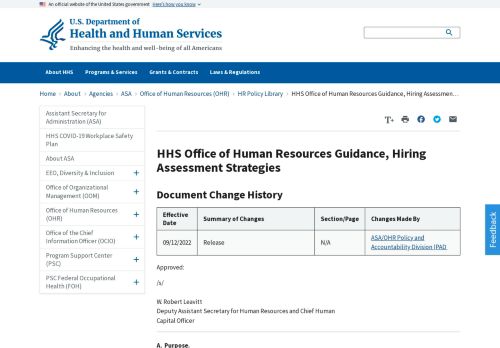 An official website of the United States government Here's how you know
U.S. Department of
Health and Human Services
Enhancing the health and well-being of all Americans
About HHS Programs & Services Grants & Contracts Laws & Regulations
Home › About › Agencies › ASA › Office of Human Resources (OHR) › HR Policy Library › HHS Office of Human Resources Guidance, Hiring Assessmen...
Assistant Secretary for
Administration (ASA)
HHS COVID-19 Workplace Safety
Plan
About ASA
EEO, Diversity & Inclusion +
Office of Organizational
Management (OOM) +
Office of Human Resources
(OHR) +
Office of the Chief
Information Officer (OCIO) +
Program Support Center
(PSC) +
PSC Federal Occupational
Health (FOH) +
T+
HHS Office of Human Resources Guidance, Hiring
Assessment Strategies
Document Change History
Effective
Date
Summary of Changes
Section/Page
Changes Made By
09/12/2022
Release
N/A
ASA/OHR Policy and
Accountability Division (PAD
Approved:
/s/
W. Robert Leavitt
Deputy Assistant Secretary for Human Resources and Chief Human
Capital Officer
A. Purpose.
Feedback